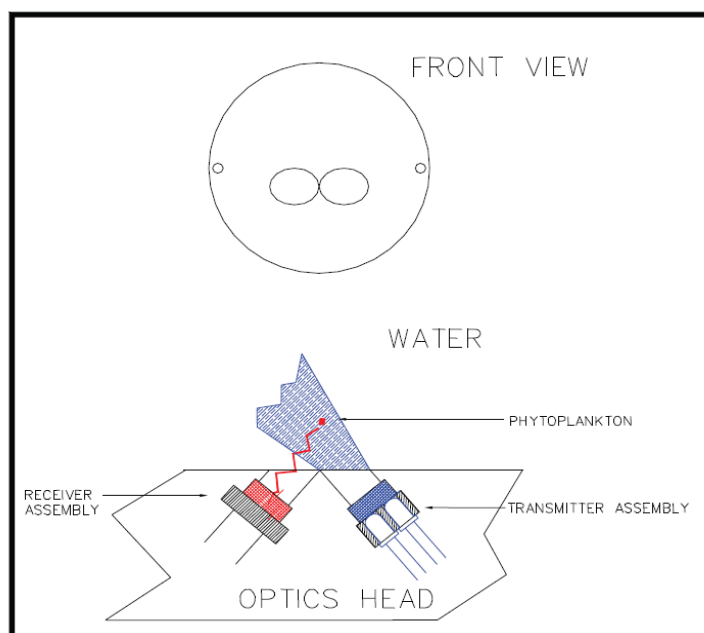 FRONT VIEW
WATER
PHYTOPLANKTON
RECEIVER
ASSEMBLY
TRANSMITTER ASSEMBLY
OPTICS HEAD